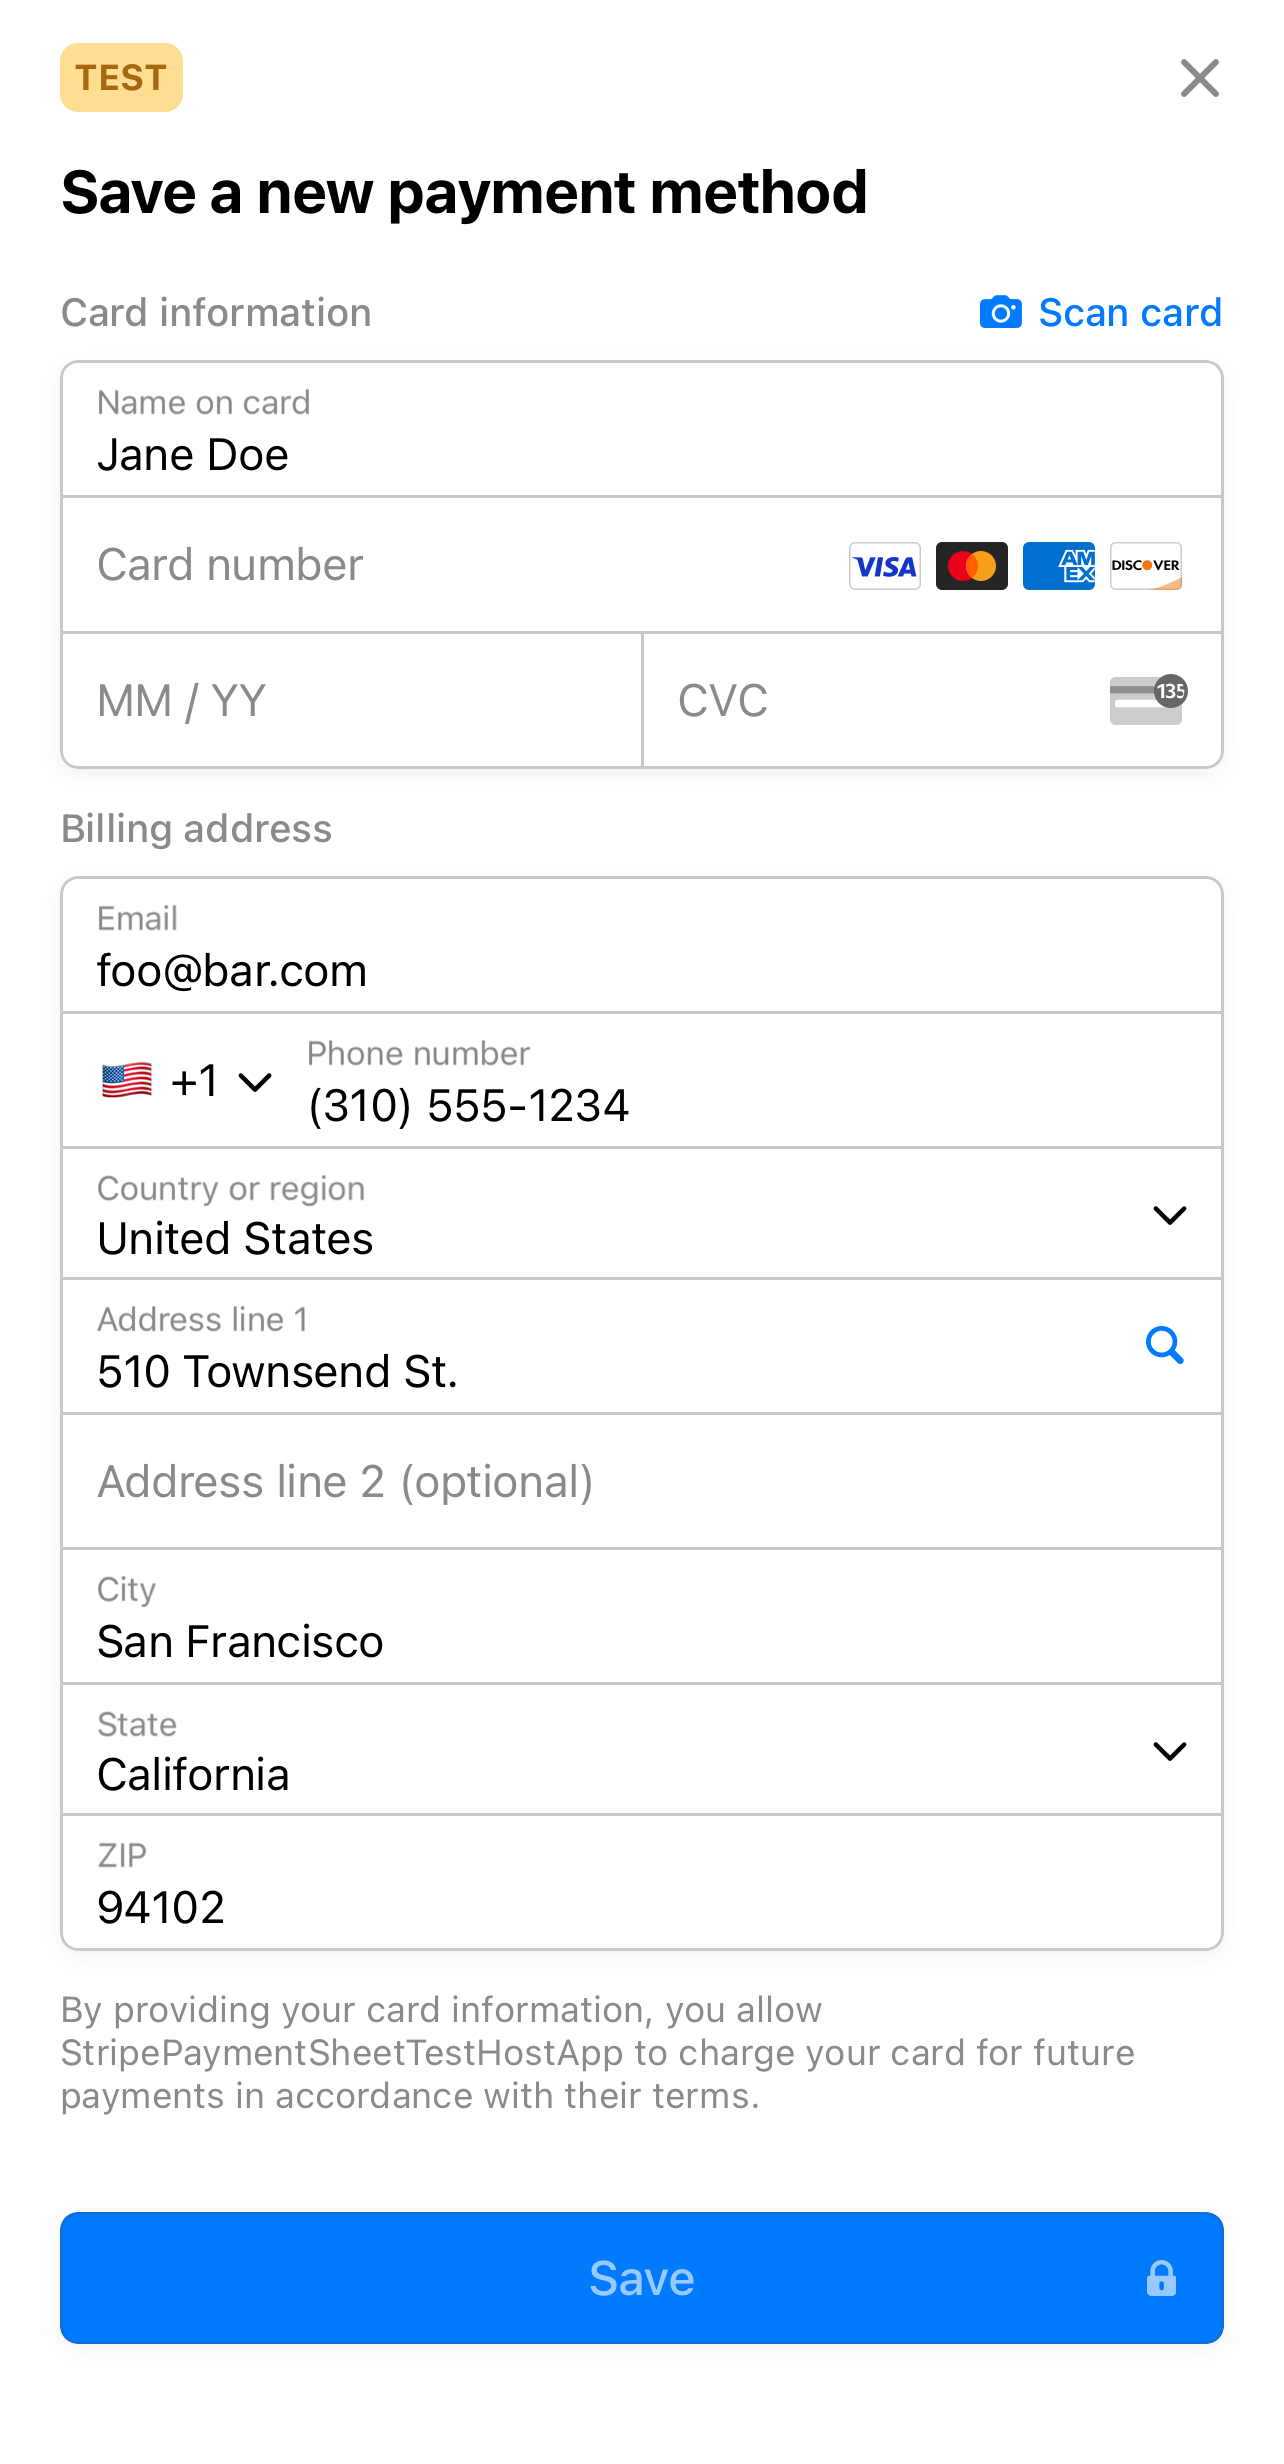 TEST
Save a new payment method
Card information
Scan card
Name on card
Jane Doe
Card number
VISA
AM
EX
DISCOVER
MM / YY
CVC
135
Billing address
Email
foo@bar.com
+1
Phone number
(310) 555-1234
Country or region
United States
Address line 1
510 Townsend St.
Address line 2 (optional)
City
San Francisco
State
California
ZIP
94102
By providing your card information, you allow
StripePaymentSheetTestHostApp to charge your card for future
payments in accordance with their terms.
Save